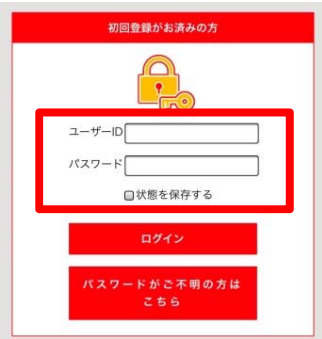 初回登録がお済みの方
ユーザーID
パスワード
状態を保存する
ログイン
パスワードがご不明の方は
こちら